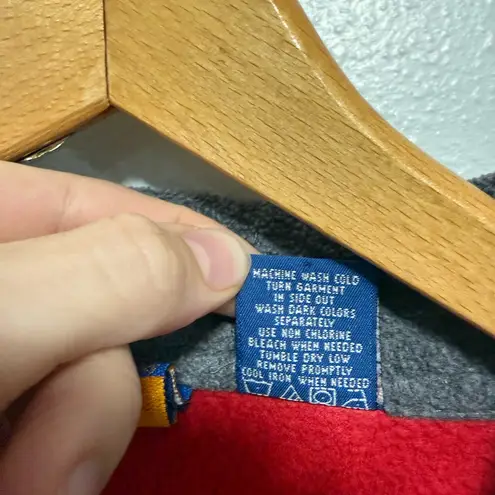 MACHINE WASH COLD
TURN GARMENT
IN SIDE OUT
WASH DARK COLORS
SEPARATELY
USE NON CHLORINE
BLEACH WHEN NEEDED
TUMBLE DRY LOW
REMOVE PROMPTLY
COOL IRON WHEN NEEDED